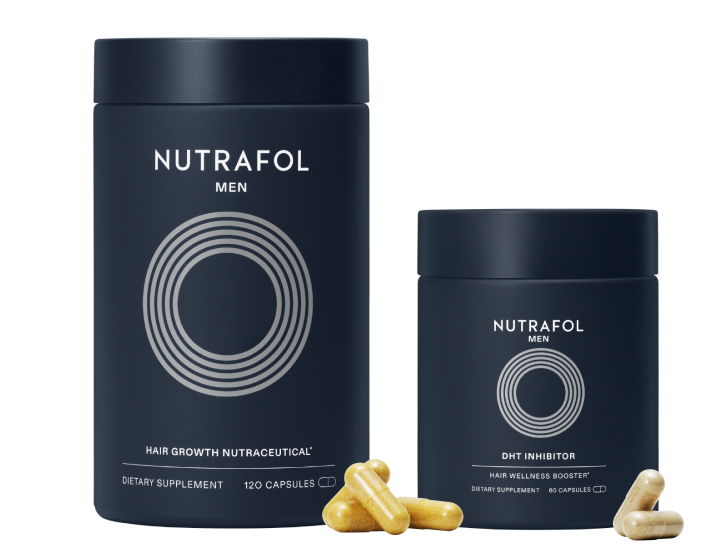 NUTRAFOL
MEN
HAIR GROWTH NUTRACEUTICAL*
DIETARY SUPPLEMENT 120 CAPSULES
NUTRAFOL
MEN
DHT INHIBITOR
HAIR WELLNESS BOOSTER*
DIETARY SUPPLEMENT 60 CAPSULES